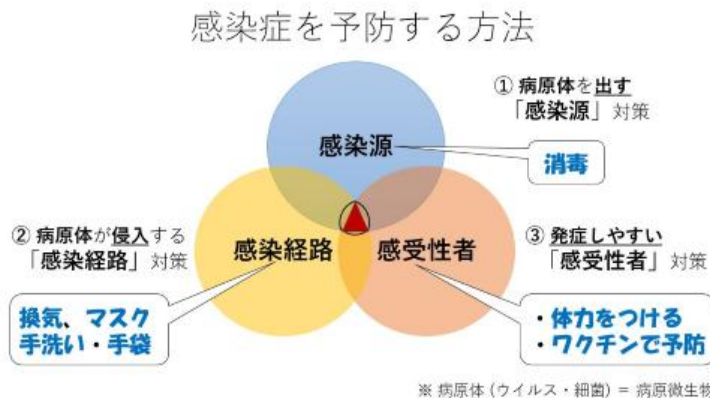 感染症を予防する方法
① 病原体を出す
「感染源」対策
消毒
感染源
② 病原体が侵入する
「感染経路」対策
換気、マスク
手洗い・手袋
感染経路
感受性者
③ 発症しやすい
「感受性者」対策
・体力をつける
・ワクチンで予防
※ 病原体 (ウイルス・細菌) = 病原微生物